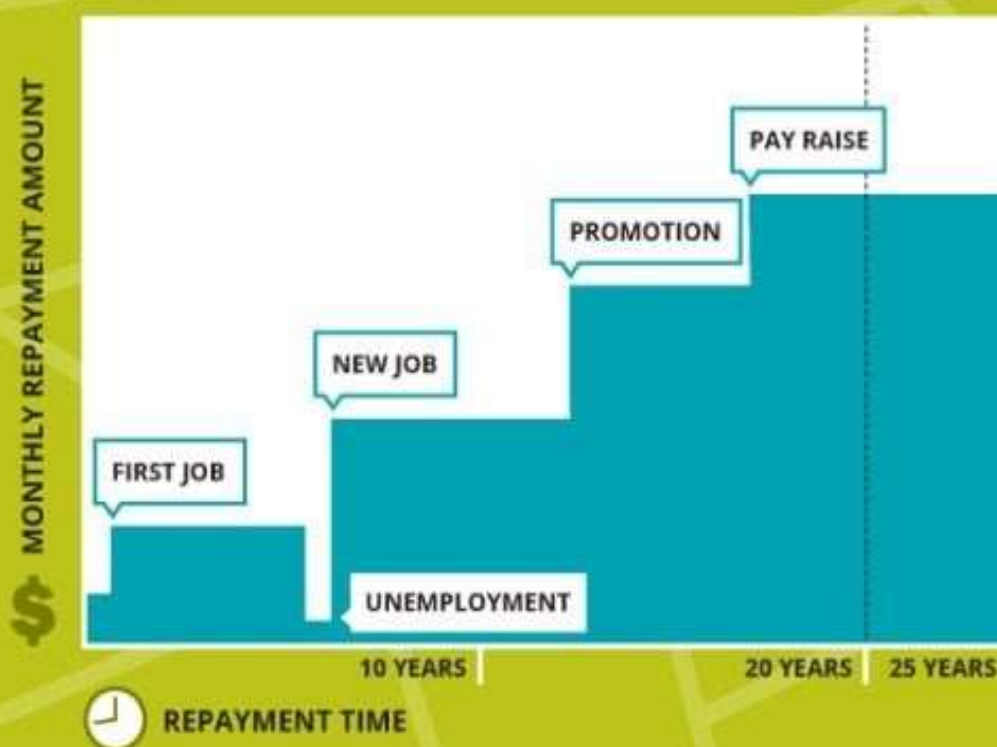 PAY RAISE
PROMOTION
NEW JOB
FIRST JOB
UNEMPLOYMENT
$ MONTHLY REPAYMENT AMOUNT
10 YEARS
20 YEARS
25 YEARS
REPAYMENT TIME